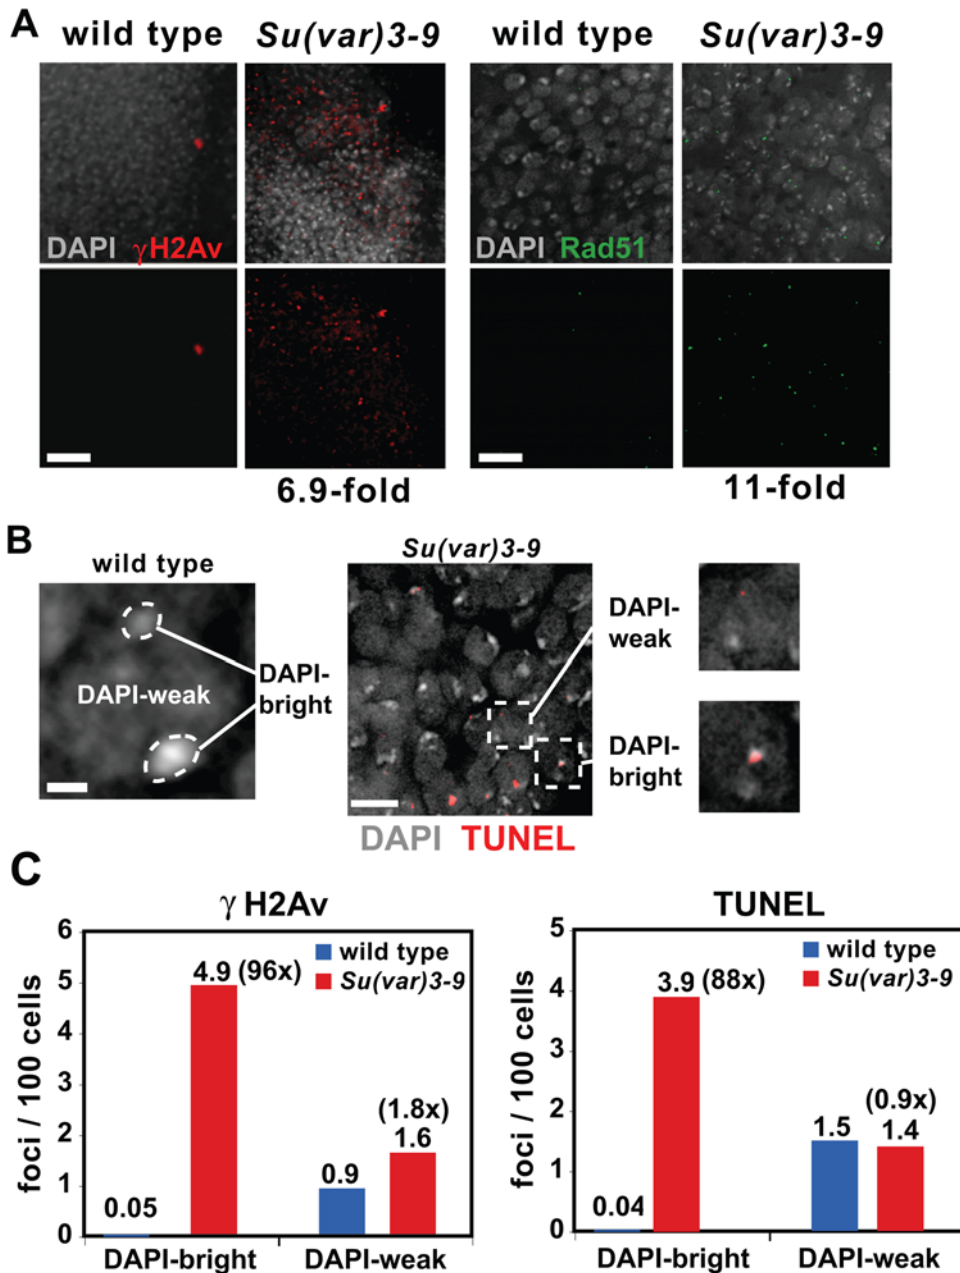 A
wild type
Su(var)3-9
wild type
Su(var)3-9
DAPI γH2Av
DAPI Rad51
6.9-fold
11-fold
B
wild type
DAPI-weak
DAPI-
bright
Su(var)3-9
DAPI TUNEL
DAPI-
weak
DAPI-
bright
C
γ H2Av
foci / 100 cells
6
5
4
3
2
1
0
wild type
Su(var)3-9
0.05
4.9 (96x)
0.9
(1.8x)
1.6
DAPI-bright
DAPI-weak
TUNEL
foci / 100 cells
5
4
3
2
1
0
wild type
Su(var)3-9
0.04
3.9 (88x)
1.5
(0.9x)
1.4
DAPI-bright
DAPI-weak